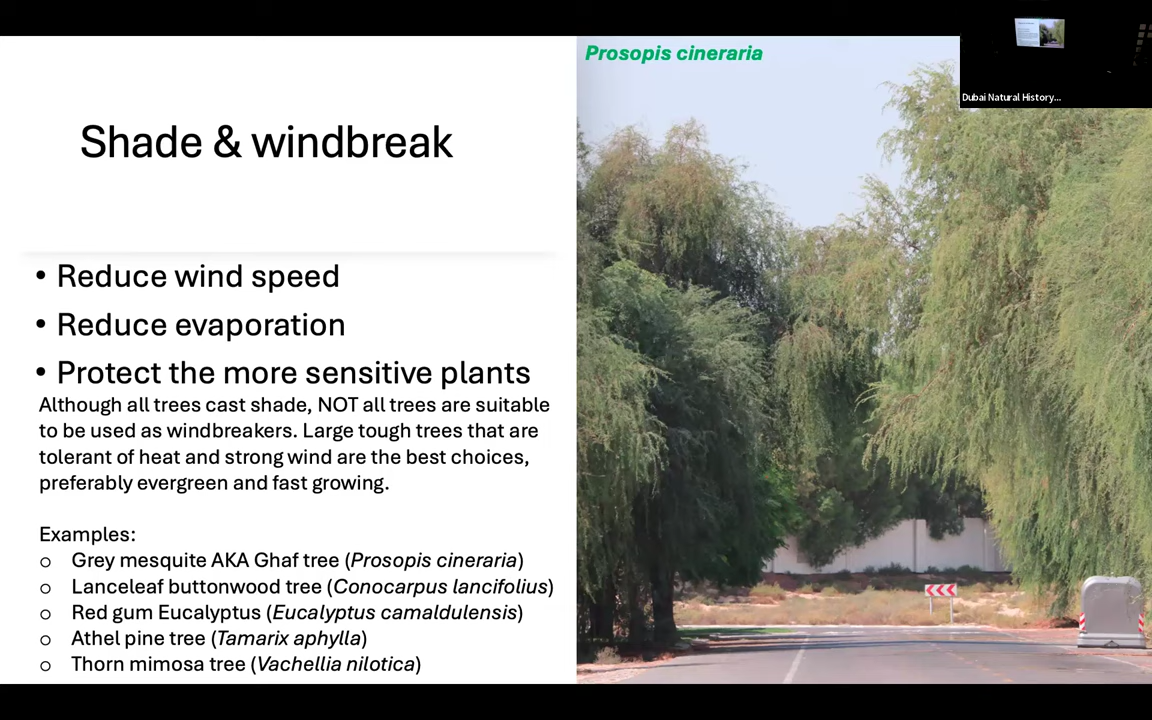 Prosopis cineraria
Dubai Natural History...
Shade & windbreak
• Reduce wind speed
• Reduce evaporation
• Protect the more sensitive plants
Although all trees cast shade, NOT all trees are suitable
to be used as windbreakers. Large tough trees that are
tolerant of heat and strong wind are the best choices,
preferably evergreen and fast growing.
Examples:
o Grey mesquite AKA Ghaf tree (Prosopis cineraria)
o Lanceleaf buttonwood tree (Conocarpus lancifolius)
o Red gum Eucalyptus (Eucalyptus camaldulensis)
o Athel pine tree (Tamarix aphylla)
o Thorn mimosa tree (Vachellia nilotica)